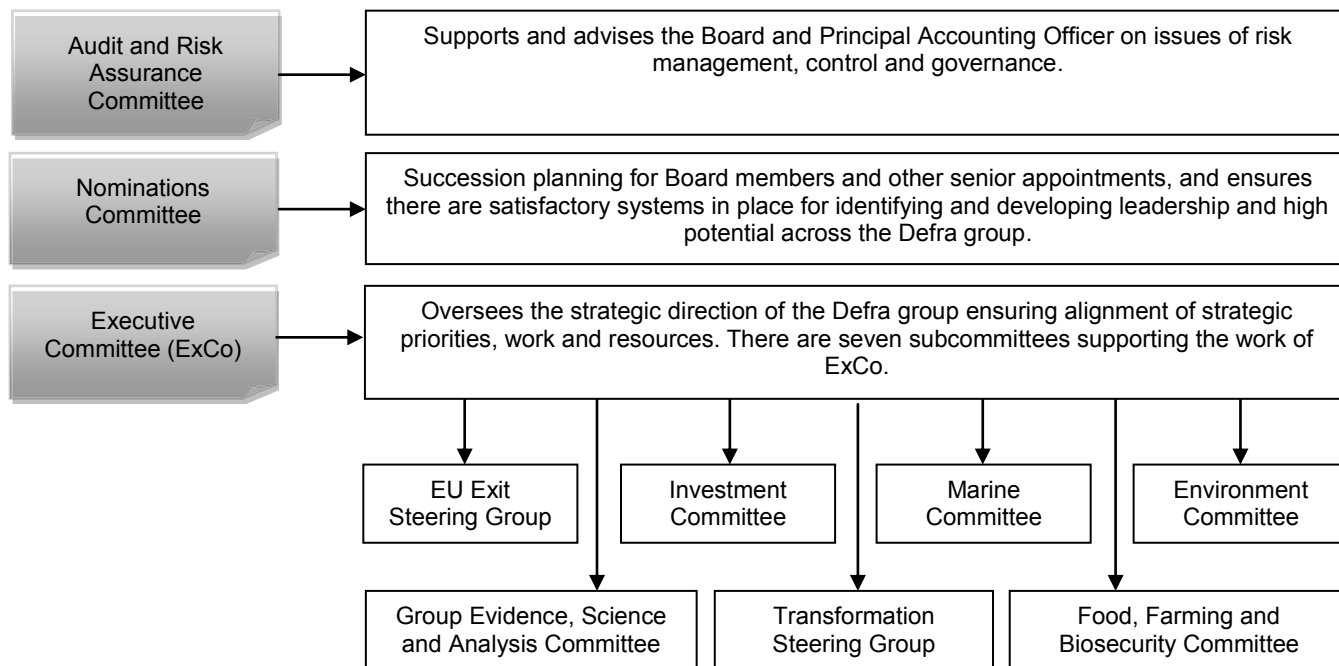 Audit and Risk
Assurance
Committee
Supports and advises the Board and Principal Accounting Officer on issues of risk
management, control and governance.
Nominations
Committee
Succession planning for Board members and other senior appointments, and ensures
there are satisfactory systems in place for identifying and developing leadership and high
potential across the Defra group.
Executive
Committee (ExCo)
Oversees the strategic direction of the Defra group ensuring alignment of strategic
priorities, work and resources. There are seven subcommittees supporting the work of
ExCo.
EU Exit
Steering Group
Investment
Committee
Marine
Committee
Environment
Committee
Group Evidence, Science
and Analysis Committee
Transformation
Steering Group
Food, Farming and
Biosecurity Committee